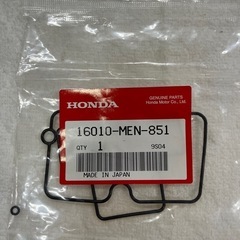 HONDA
GENUINE PARTS
Honda Motor Co., Ltd.
16010-MEN-851
QTY 1 9S04
MADE IN JAPAN